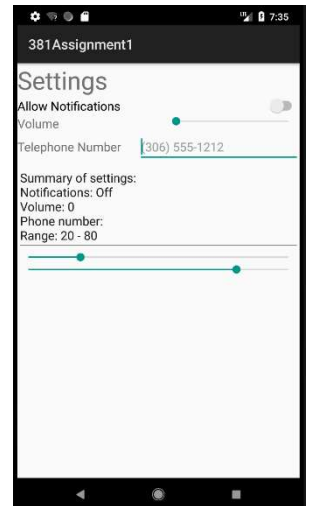 7:35
381Assignment1
Settings
Allow Notifications
Volume
Telephone Number (306) 555-1212
Summary of settings:
Notifications: Off
Volume: 0
Phone number:
Range: 20 - 80